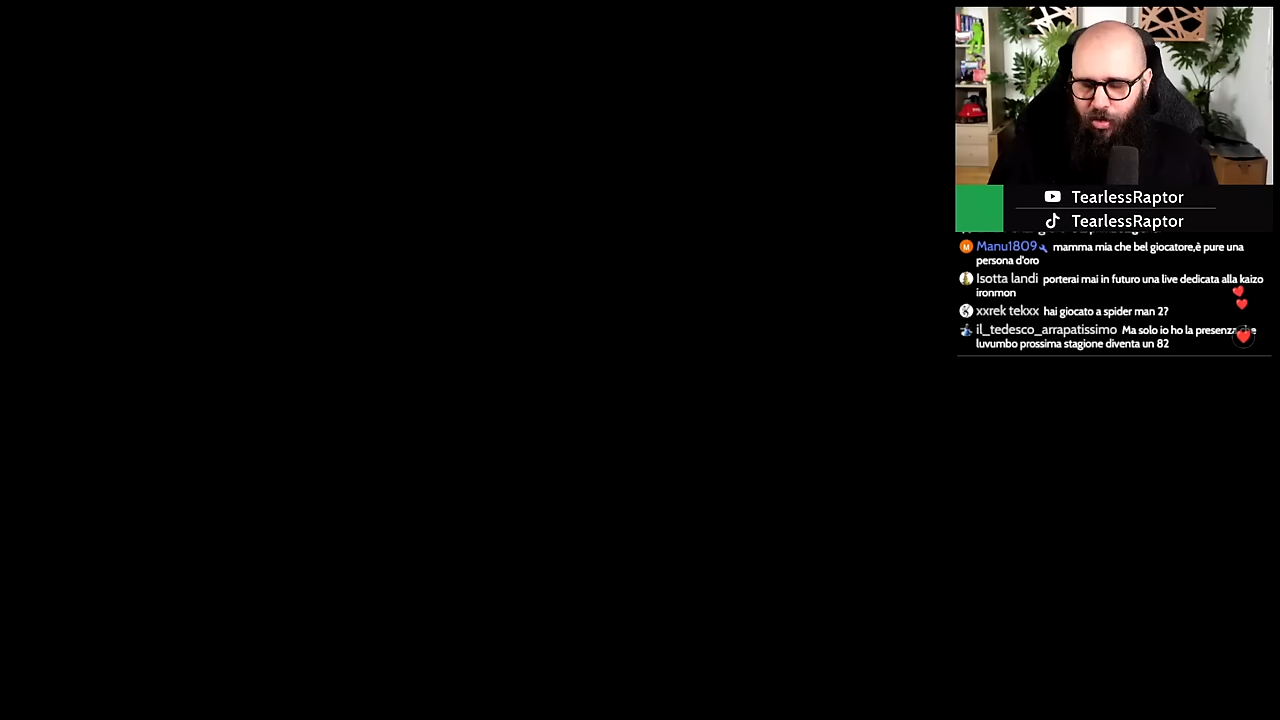 TearlessRaptor
TearlessRaptor
Manu1809 mamma mia che bel giocatore,è pure una
persona d'oro
Isotta landi porterai mai in futuro una live dedicata alla kaizo
ironmon
xxrek tekxx hai giocato a spider man 2?
il_tedesco_arrapatissimo Ma solo io ho la presenza che
luvumbo prossima stagione diventa un 82